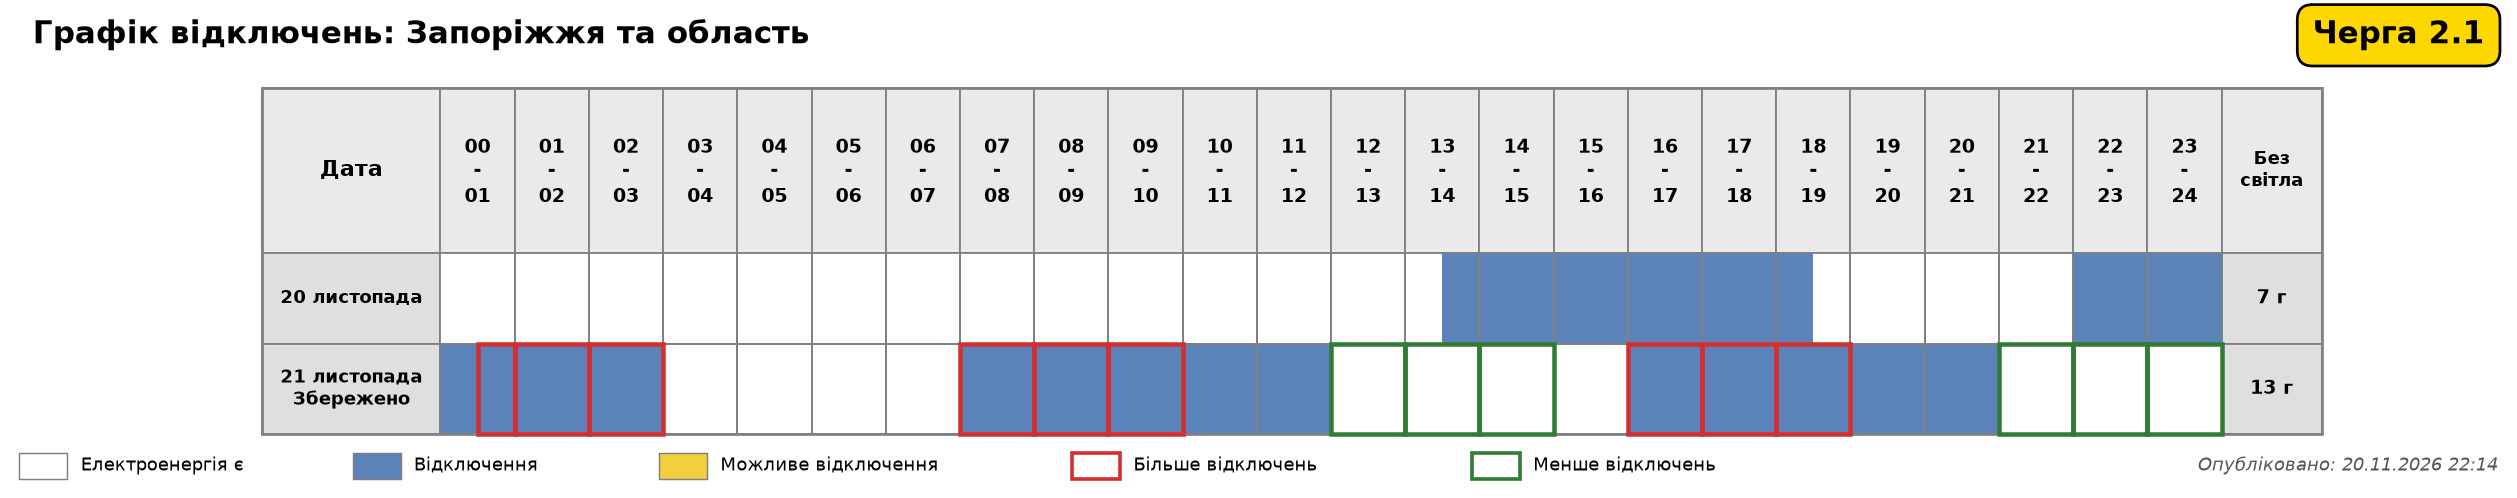 Графік відключень: Запоріжжя та область
Черга 2.1
Дата
00 - 01
01 - 02
02 - 03
03 - 04
04 - 05
05 - 06
06 - 07
07 - 08
08 - 09
09 - 10
10 - 11
11 - 12
12 - 13
13 - 14
14 - 15
15 - 16
16 - 17
17 - 18
18 - 19
19 - 20
20 - 21
21 - 22
22 - 23
23 - 24
Без
світла
20 листопада
7 г
21 листопада
Збережено
13 г
Електроенергія є
Відключення
Можливе відключення
Більше відключень
Менше відключень
Опубліковано: 20.11.2026 22:14